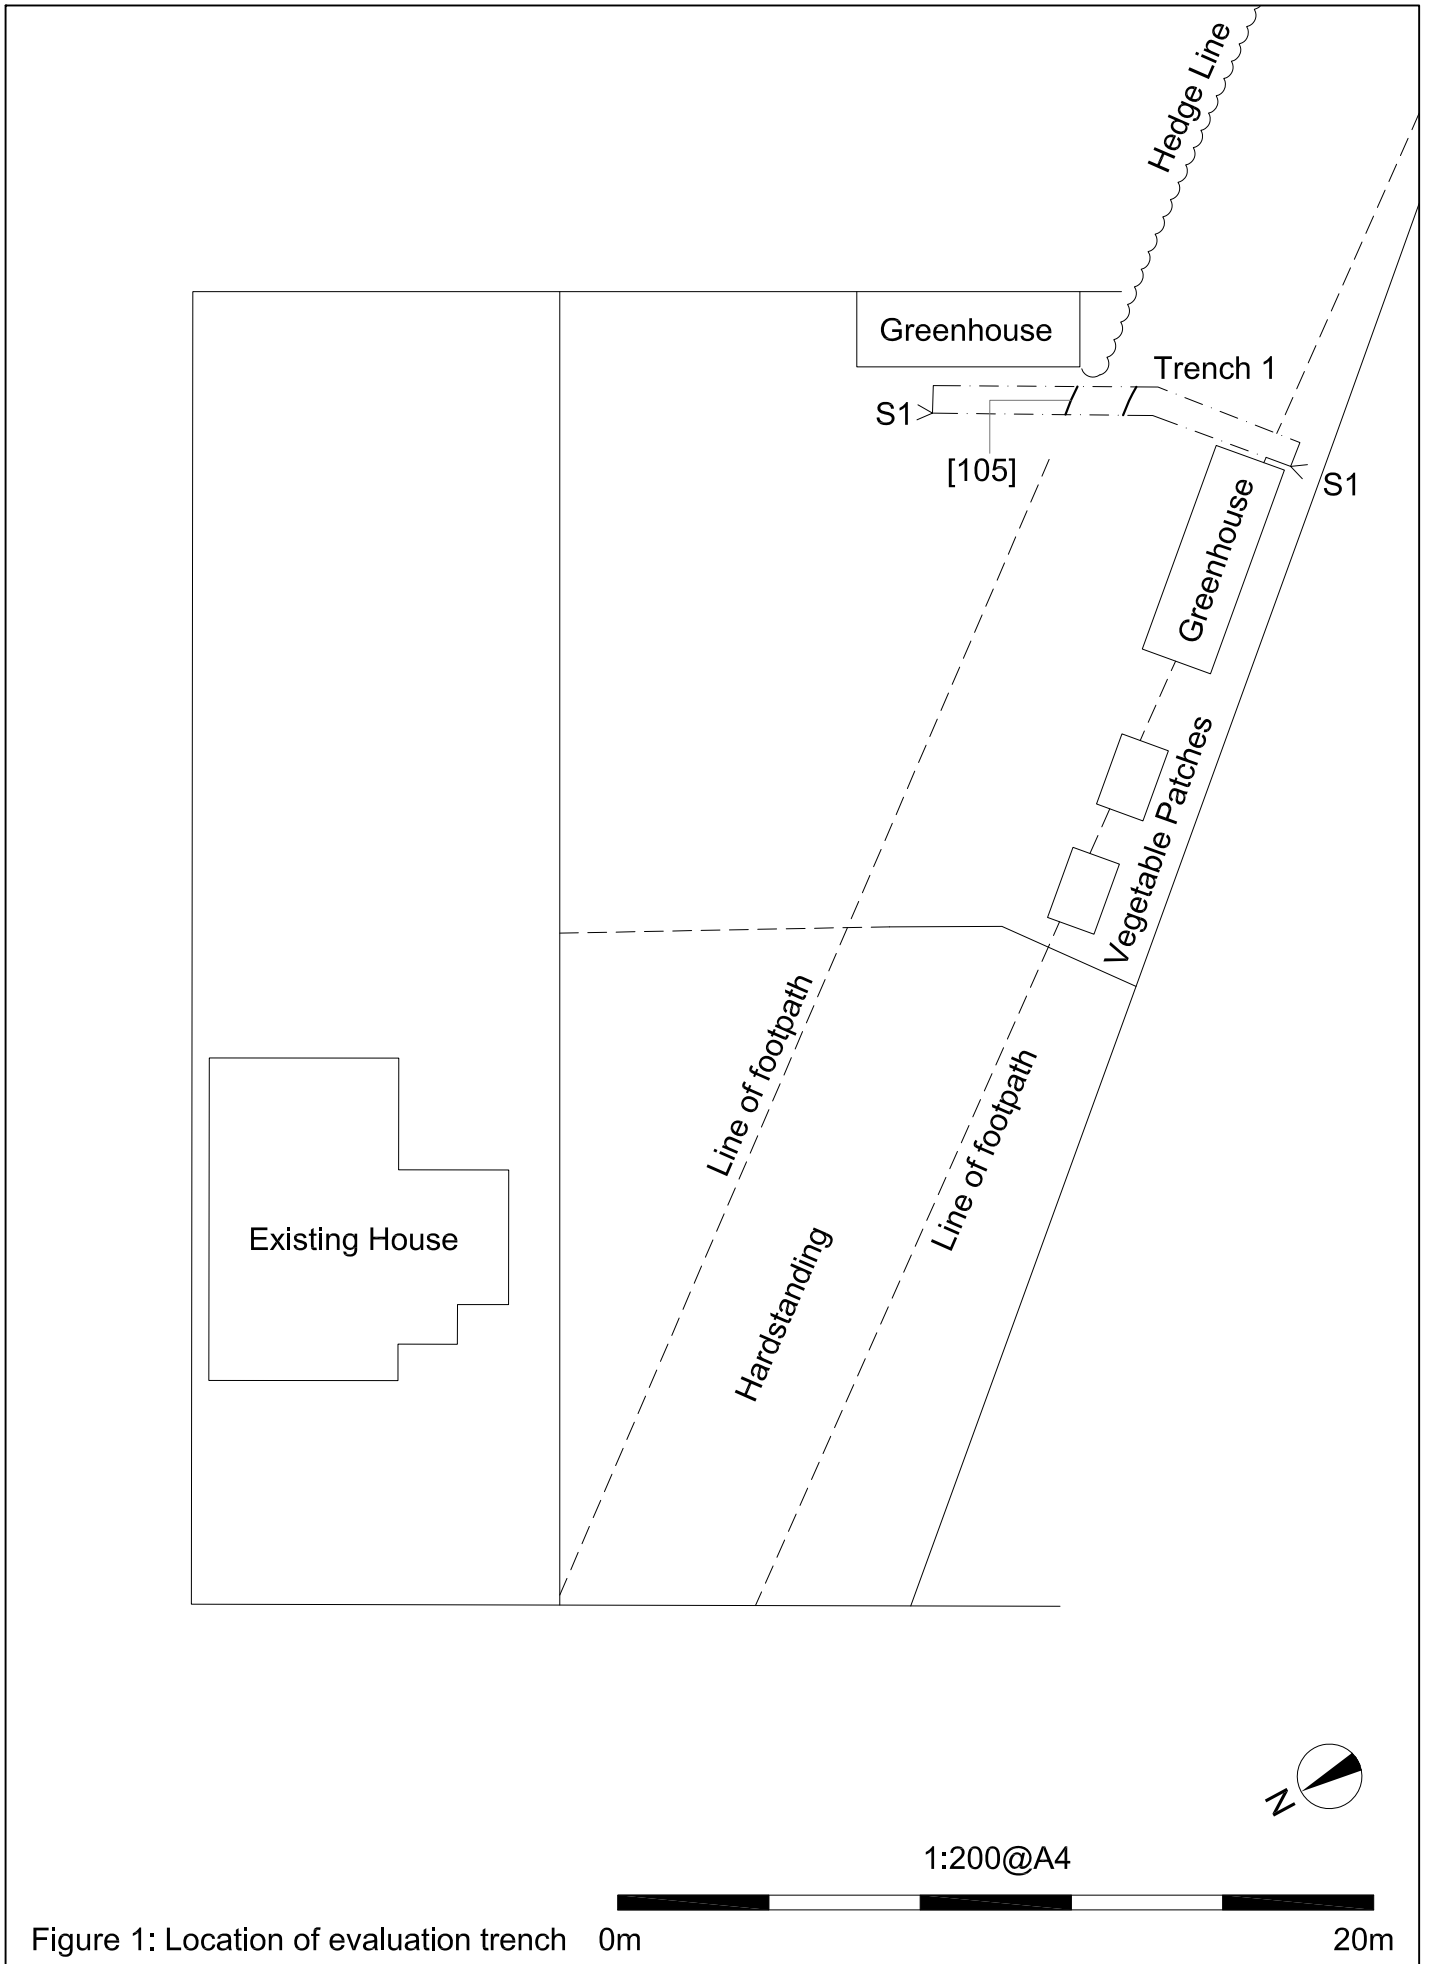 Hedge Line
Greenhouse
Trench 1
S1
[105]
S1
Greenhouse
Vegetable Patches
Line of footpath
Line of footpath
Existing House
Hardstanding
N
1:200@A4
Figure 1: Location of evaluation trench
0m
20m